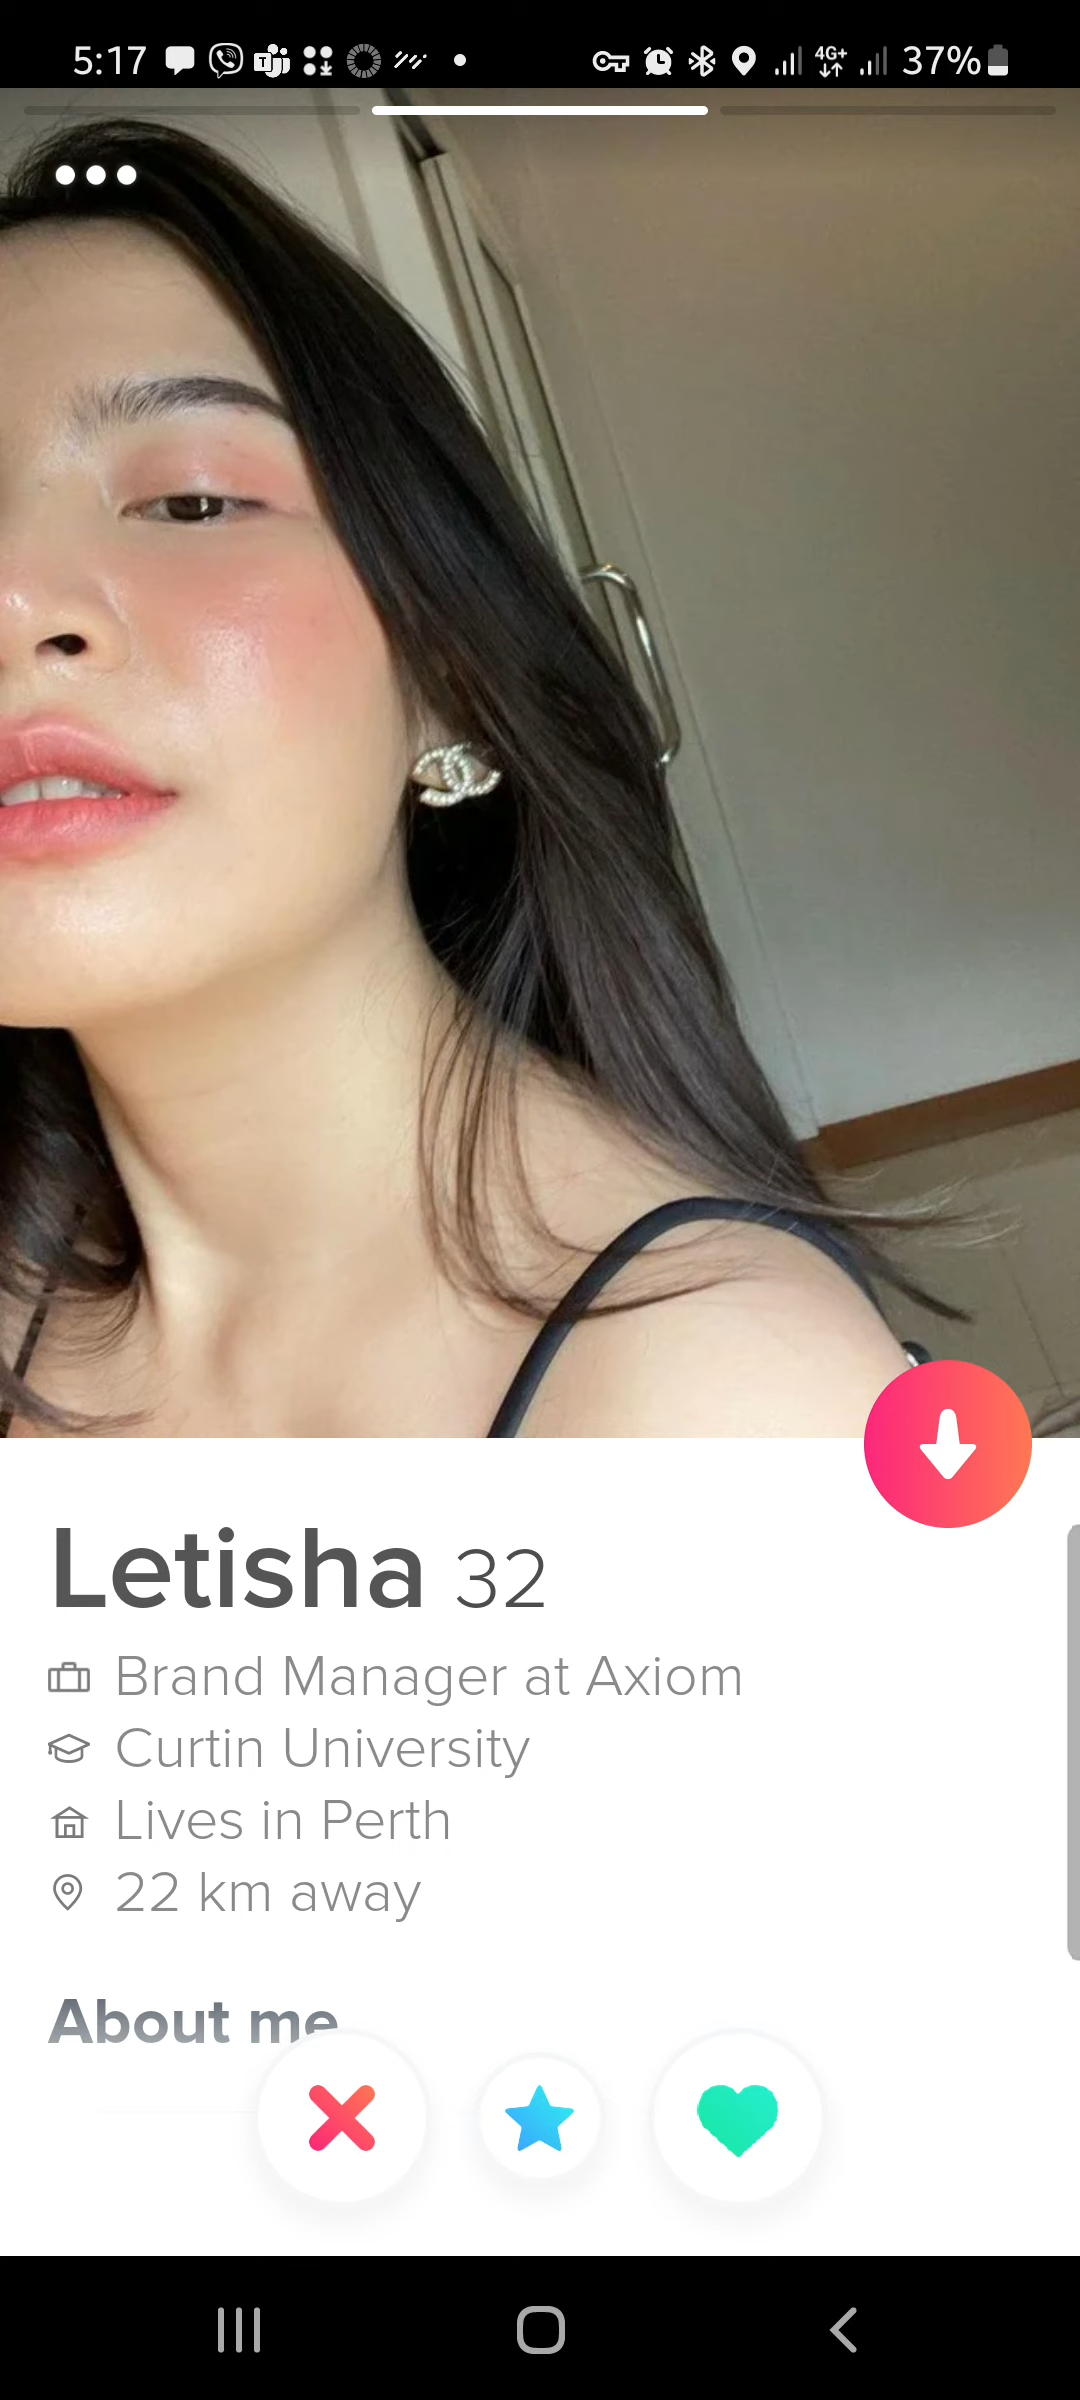 5:17
4G+
37%
Letisha 32
Brand Manager at Axiom
Curtin University
Lives in Perth
22 km away
About me